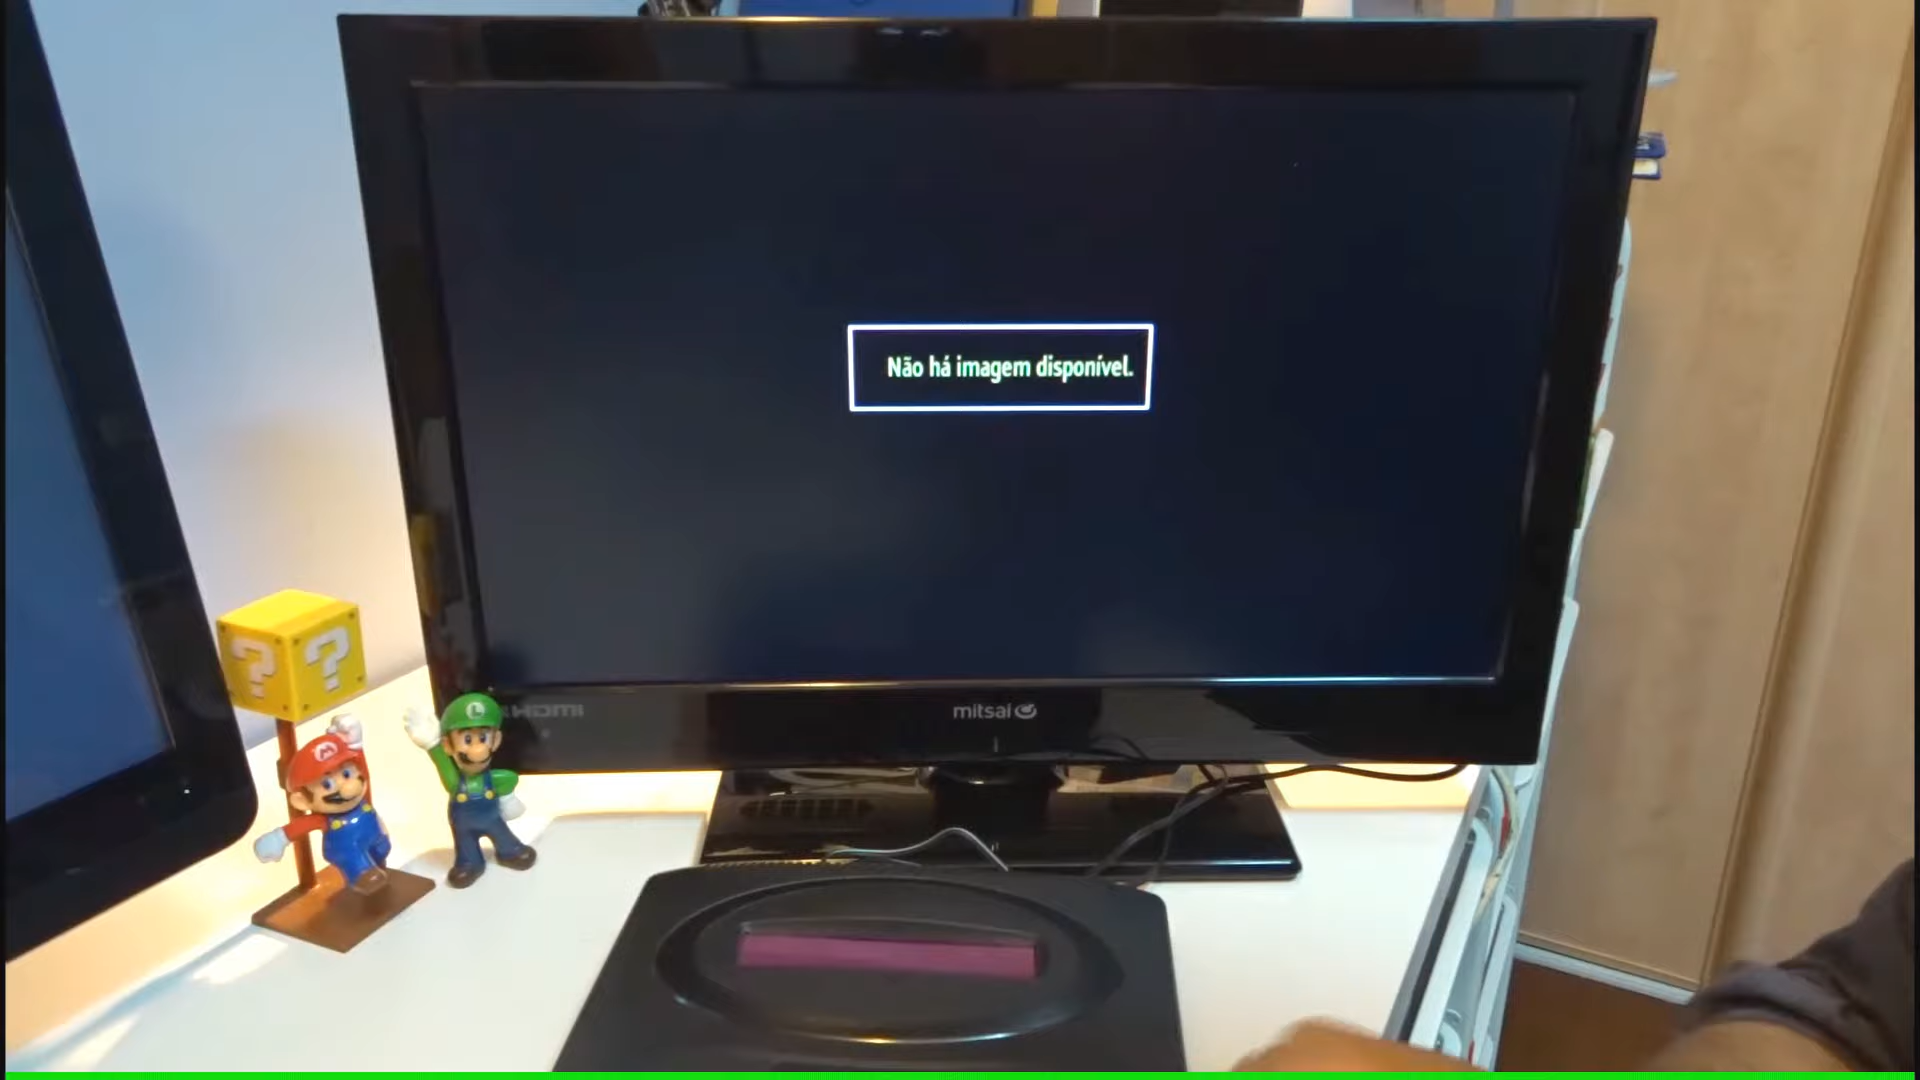 Não há imagem disponível.
HDMI
mitsai
? ?
M
L